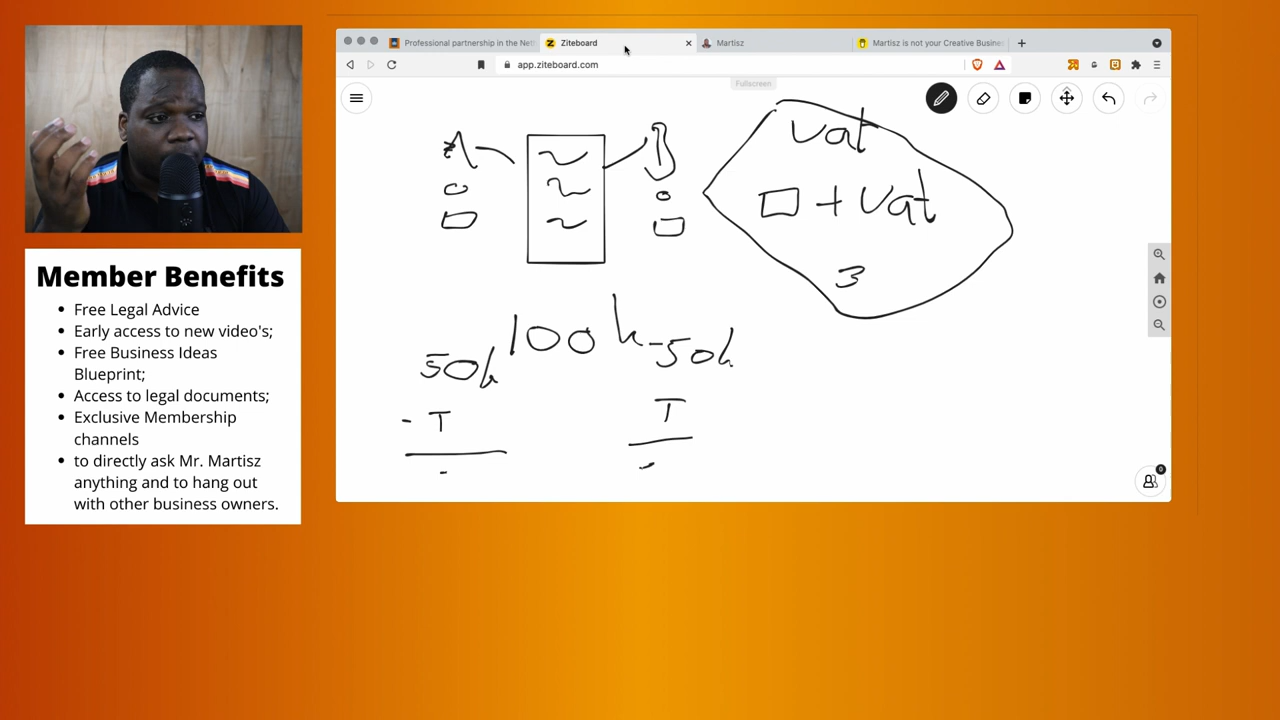 Member Benefits
Free Legal Advice
Early access to new video's;
Free Business Ideas
Blueprint;
Access to legal documents;
Exclusive Membership
channels
to directly ask Mr. Martisz
anything and to hang out
with other business owners.
Professional partnership in the Net
Ziteboard
Martisz
Martisz is not your Creative Busine
app.ziteboard.com
Fullscreen
A
B
vat
+ vat
3
100k
50k
-50k
- T
T
0